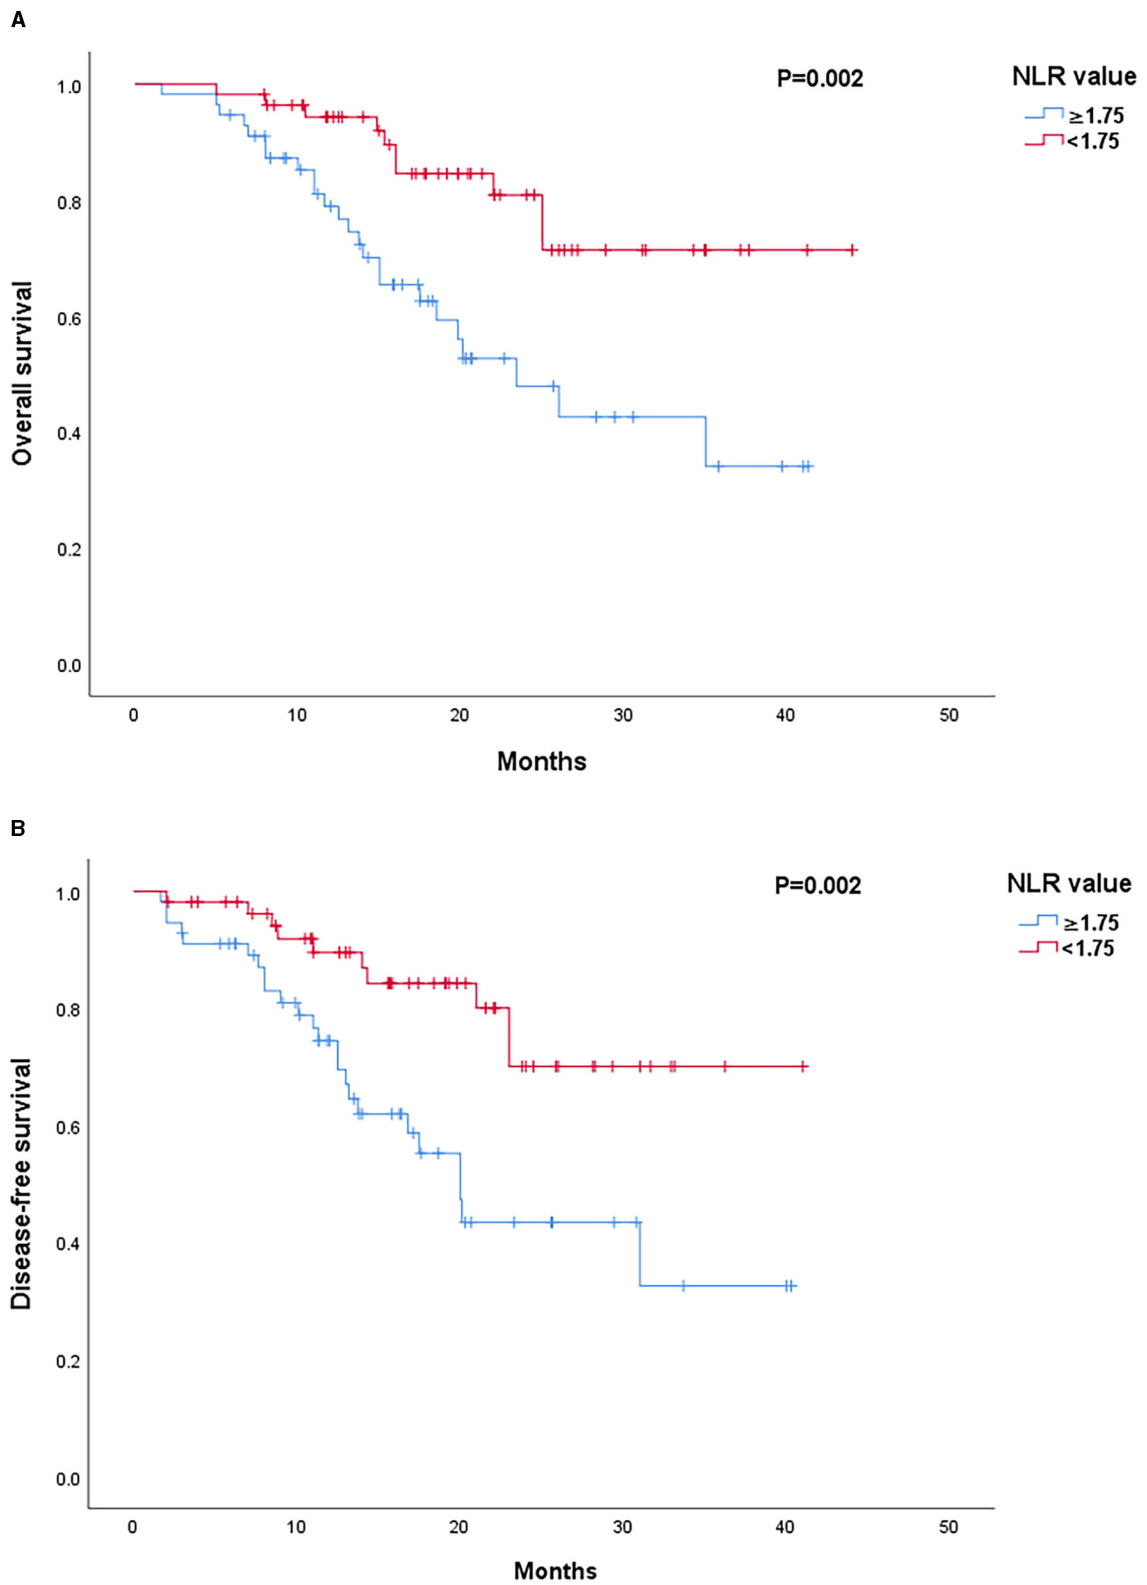 A
P=0.002
NLR value
≥1.75
<1.75
1.0
0.8
0.6
0.4
0.2
0.0
Overall survival
0 10 20 30 40 50
Months
B
P=0.002
NLR value
≥1.75
<1.75
1.0
0.8
0.6
0.4
0.2
0.0
Disease-free survival
0 10 20 30 40 50
Months